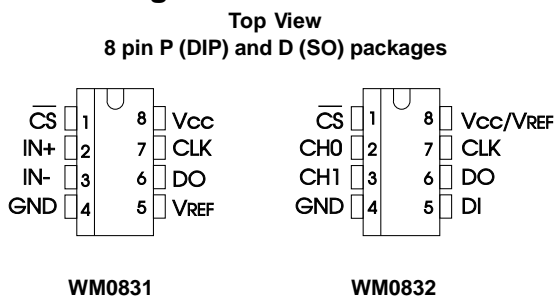 Top View
8 pin P (DIP) and D (SO) packages
CS 1 8 Vcc
IN+ 2 7 CLK
IN- 3 6 DO
GND 4 5 VREF
WM0831
CS 1 8 Vcc/VREF
CH0 2 7 CLK
CH1 3 6 DO
GND 4 5 DI
WM0832